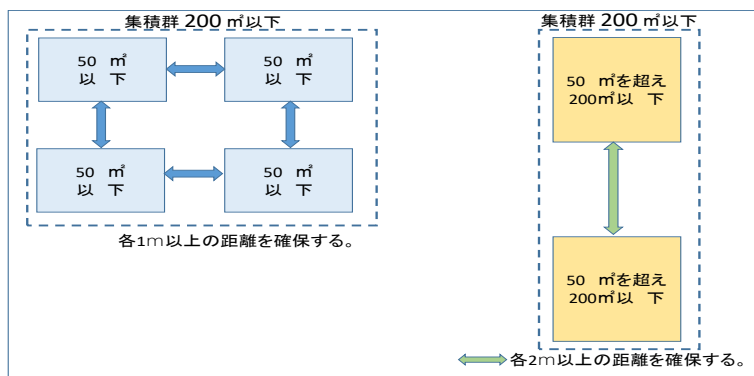 集積群 200 ㎡以下
50 ㎡
以 下
50 ㎡
以 下
50 ㎡
以 下
50 ㎡
以 下
各1ｍ以上の距離を確保する。
集積群 200 ㎡以下
50 ㎡を超え
200㎡以 下
50 ㎡を超え
200㎡以 下
各2ｍ以上の距離を確保する。